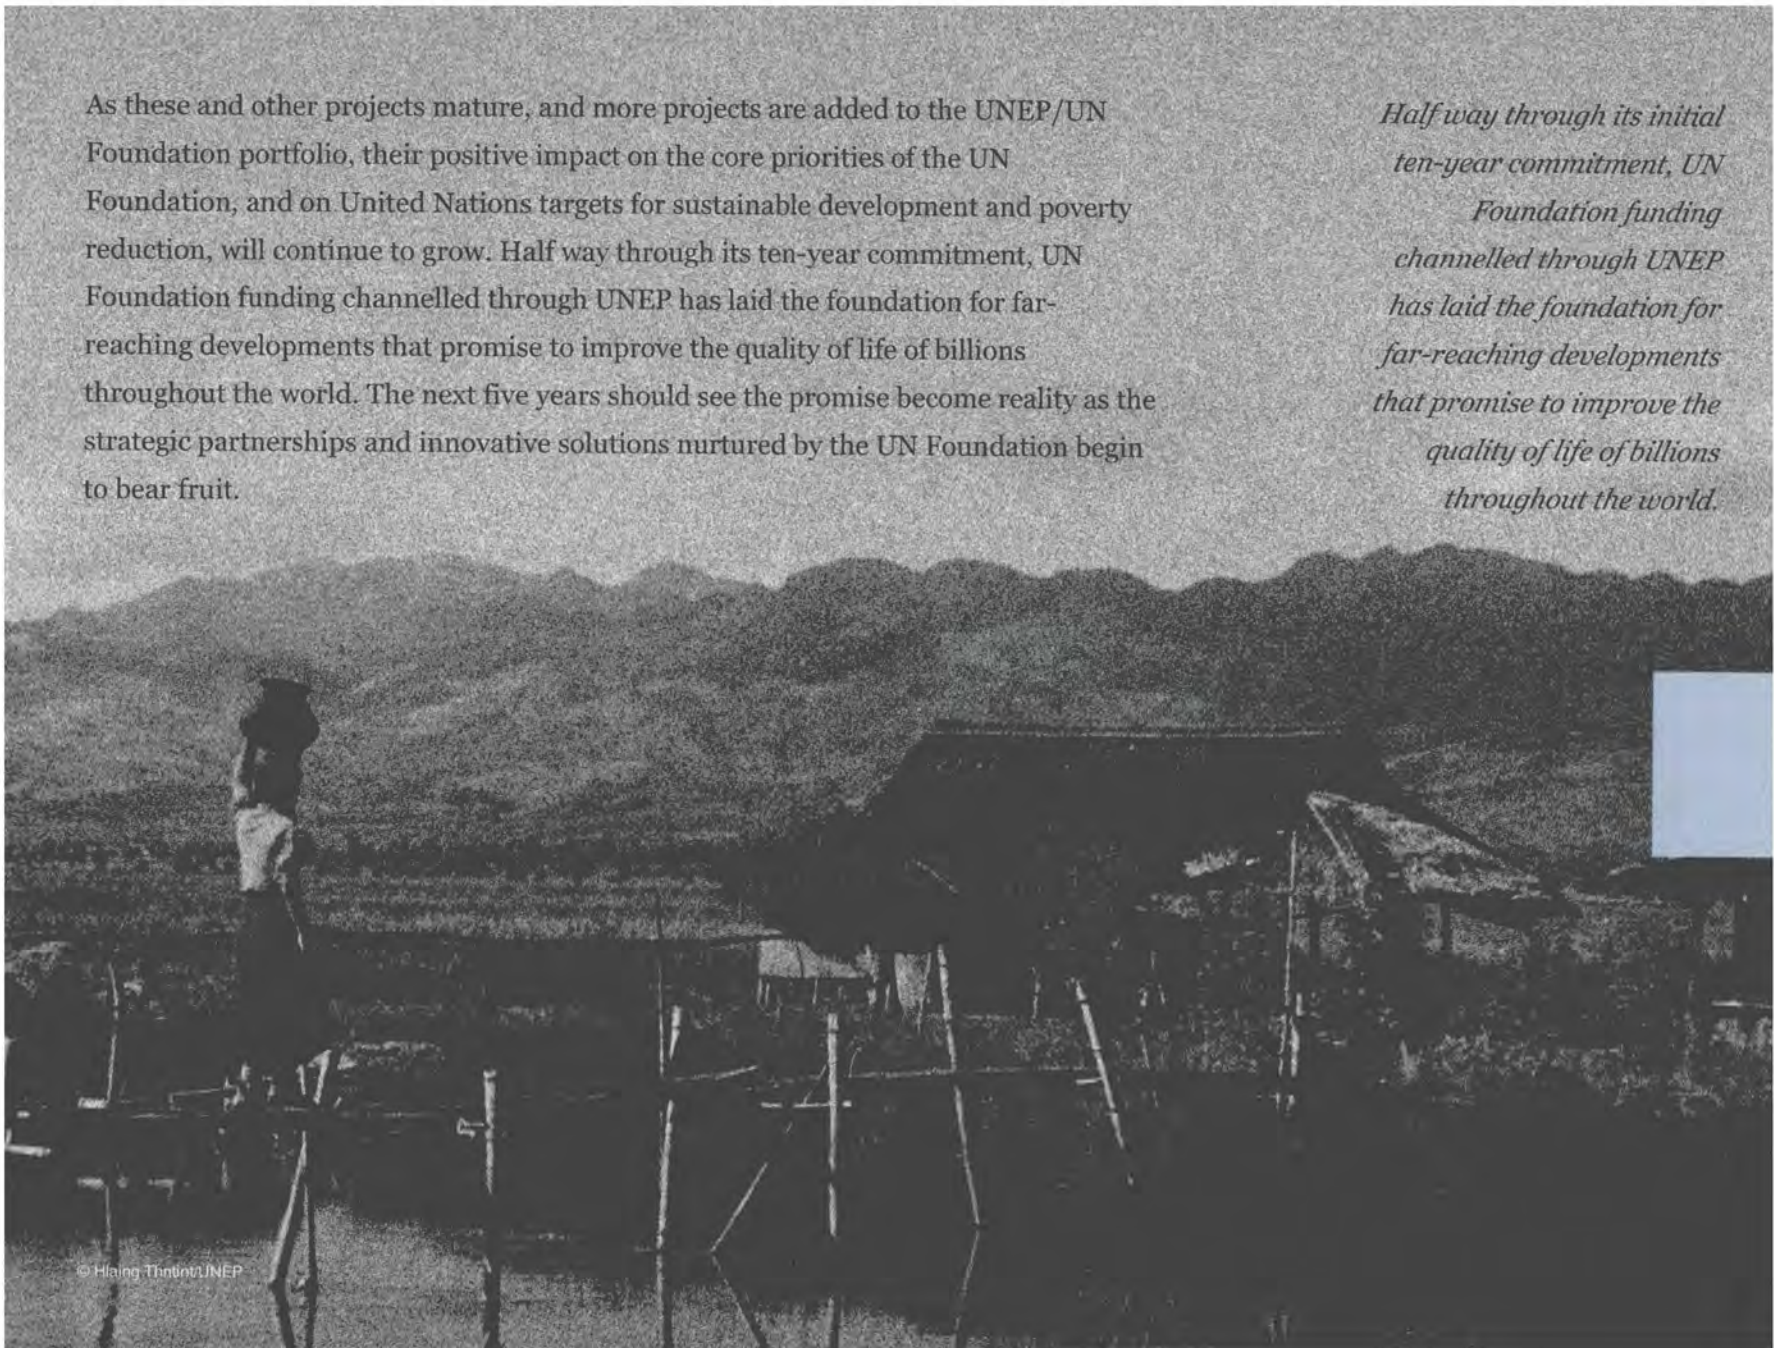 As these and other projects mature, and more projects are added to the UNEP/UN
Foundation portfolio, their positive impact on the core priorities of the UN
Foundation, and on United Nations targets for sustainable development and poverty
reduction, will continue to grow. Half way through its ten-year commitment, UN
Foundation funding channelled through UNEP has laid the foundation for far-
reaching developments that promise to improve the quality of life of billions
throughout the world. The next five years should see the promise become reality as the
strategic partnerships and innovative solutions nurtured by the UN Foundation begin
to bear fruit.
Half way through its initial
ten-year commitment, UN
Foundation funding
channelled through UNEP
has laid the foundation for
far-reaching developments
that promise to improve the
quality of life of billions
throughout the world.
© Hlaing Thntint/UNEP